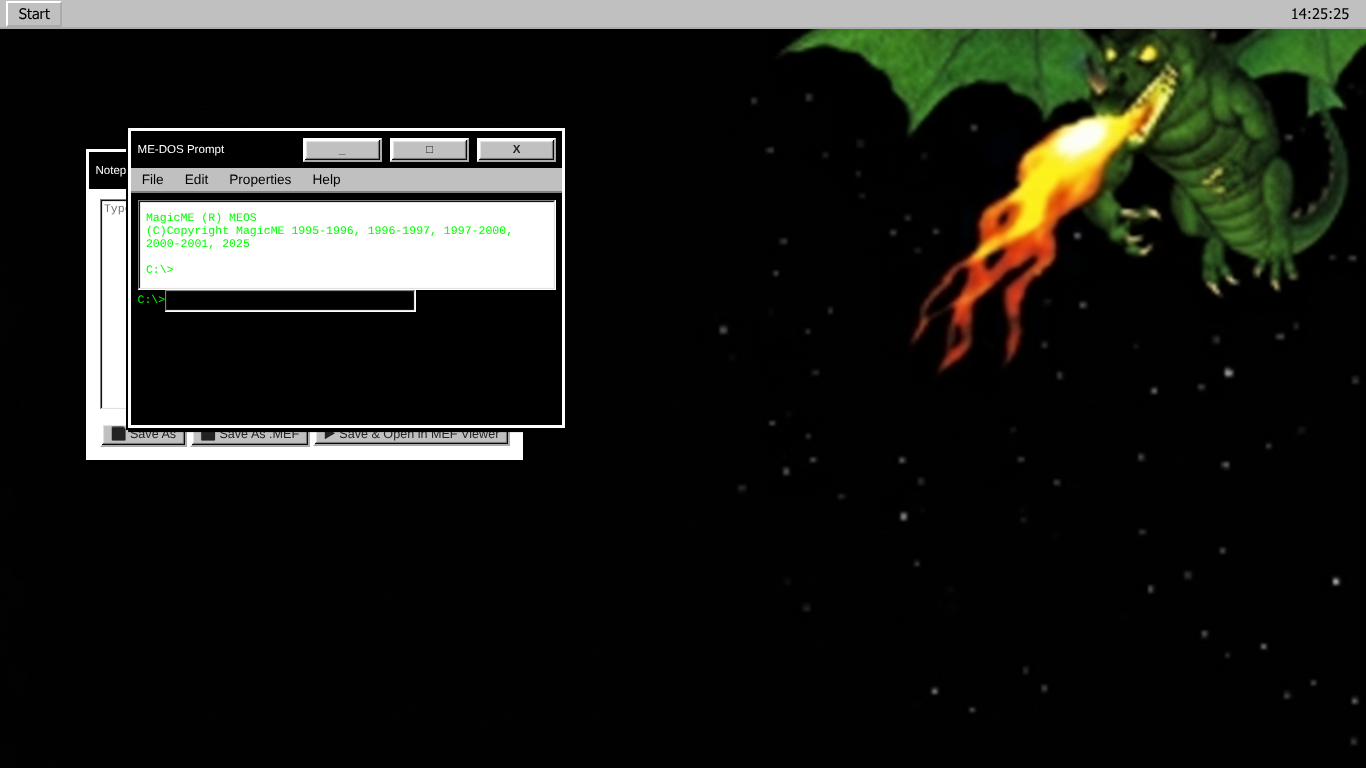 Start
14:25:25
ME-DOS Prompt
_ □ X
File Edit Properties Help
MagicME (R) MEOS
(C)Copyright MagicME 1995-1996, 1996-1997, 1997-2000,
2000-2001, 2025
C:\>
C:\>
Notep
Typ
Save As
Save As .MEF
Save & Open in MEF Viewer